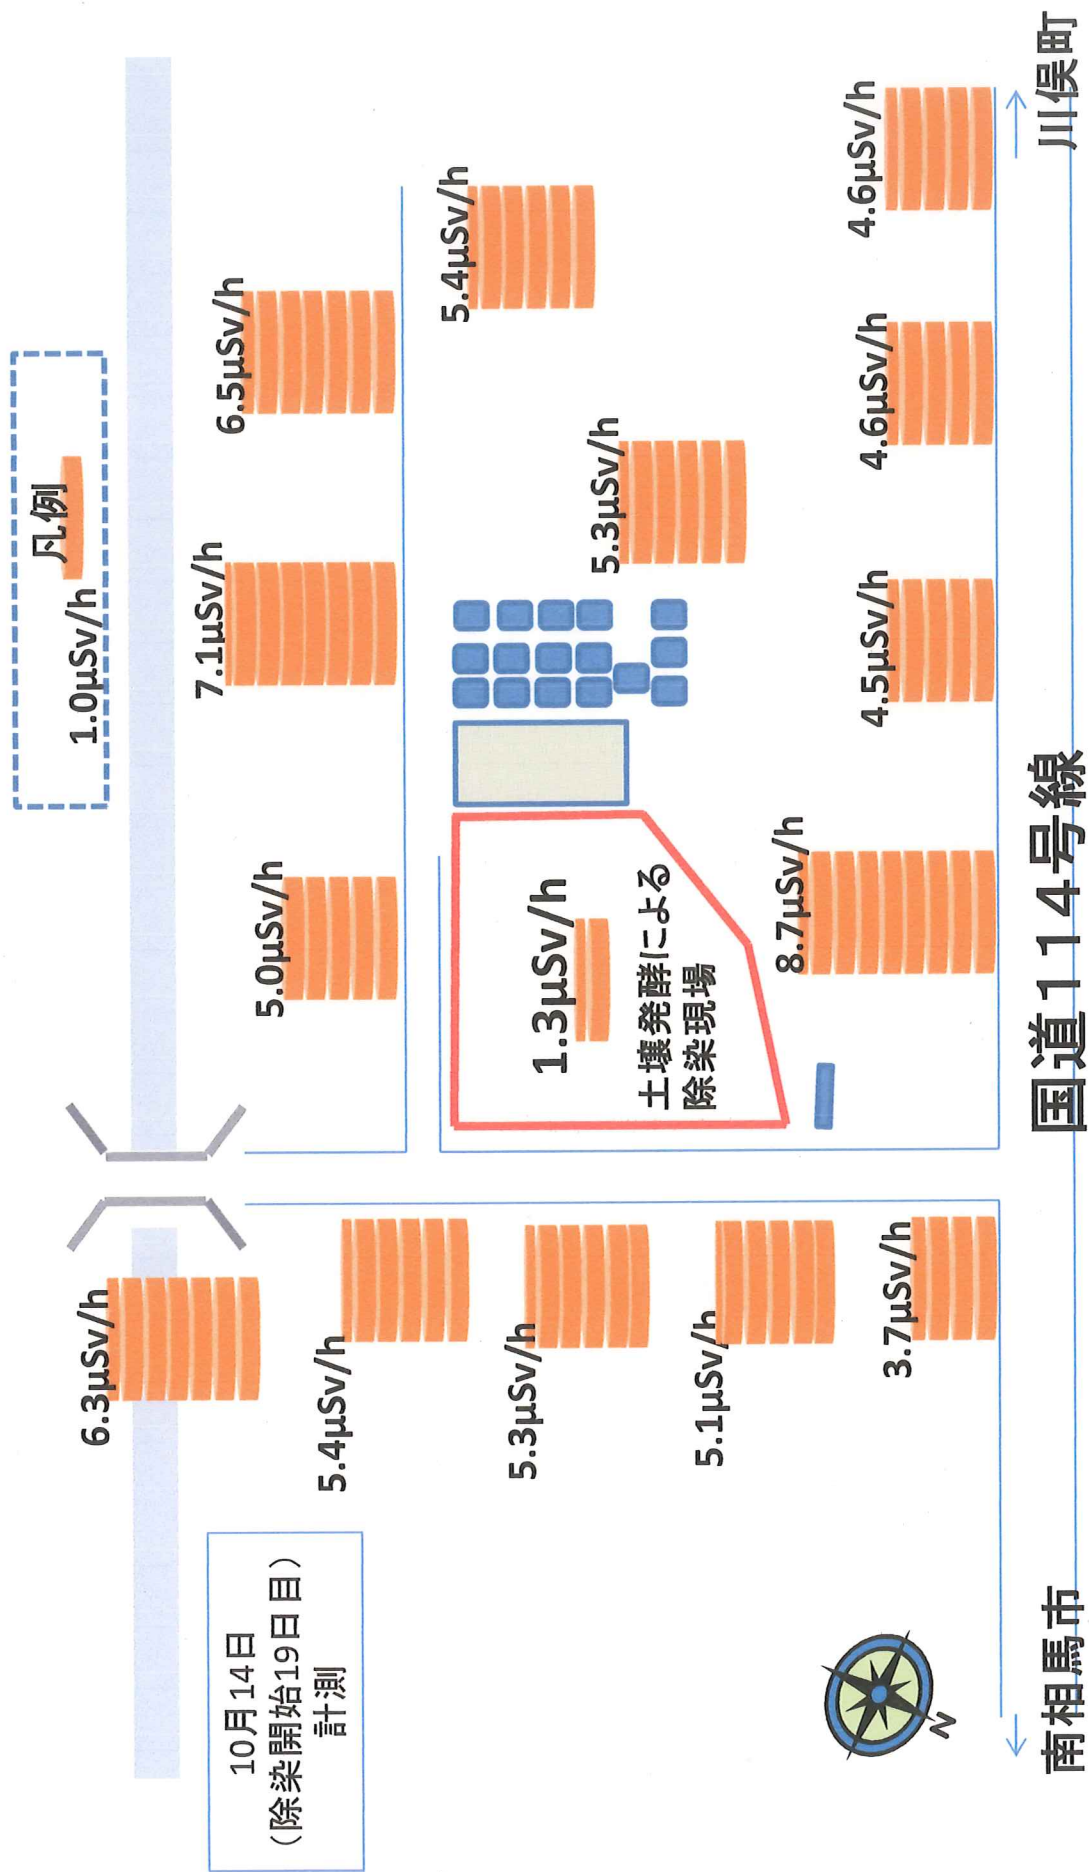 凡例
1.0μSv/h
6.3μSv/h
5.0μSv/h
7.1μSv/h
6.5μSv/h
10月14日
（除染開始19日目）
計測
5.4μSv/h
5.4μSv/h
5.3μSv/h
1.3μSv/h
5.3μSv/h
土壌発酵による
除染現場
5.1μSv/h
3.7μSv/h
8.7μSv/h
4.5μSv/h
4.6μSv/h
4.6μSv/h
N
南相馬市
国道114号線
川俣町